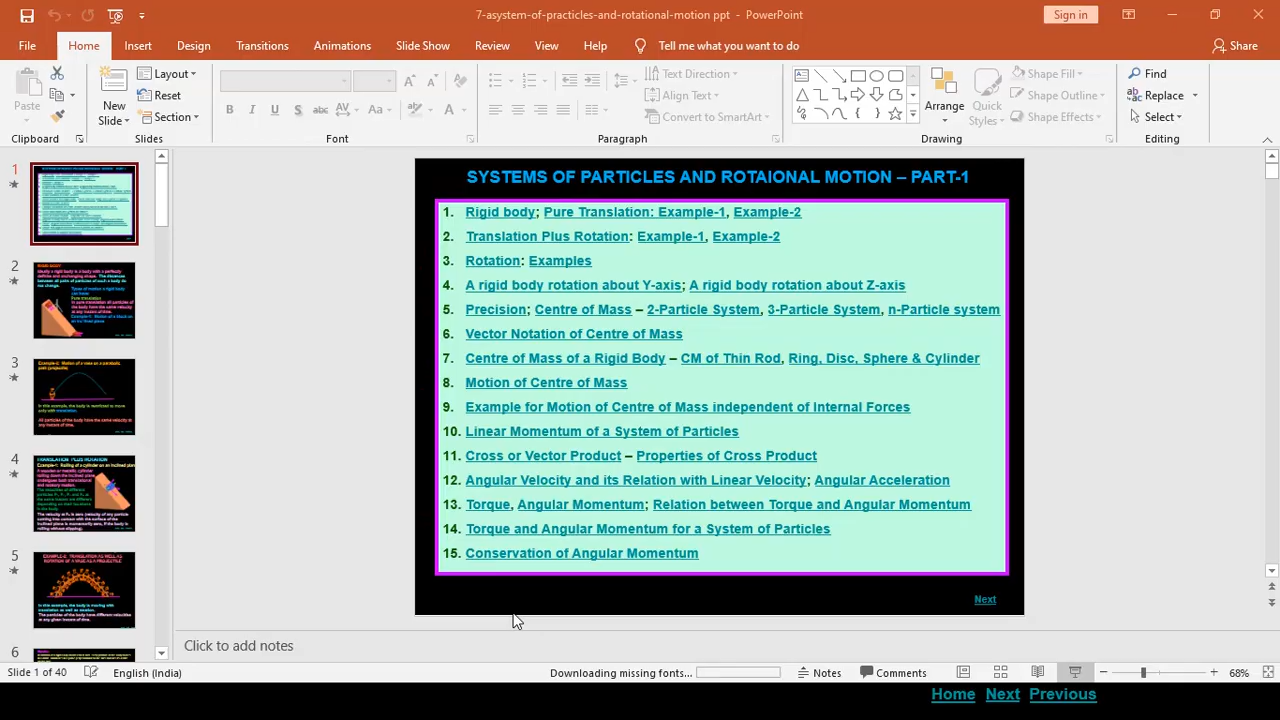 7-asystem-of-practicles-and-rotational-motion ppt - PowerPoint
Sign in
File Home Insert Design Transitions Animations Slide Show Review View Help Tell me what you want to do Share
Paste
New Slide
Layout
Reset
Section
B I U S abc AV Aa A
Text Direction
Align Text
Convert to SmartArt
Arrange
Quick Styles
Shape Fill
Shape Outline
Shape Effects
Find
Replace
Select
Clipboard Slides Font Paragraph Drawing Editing
1
2
3
4
5
6
SYSTEMS OF PARTICLES AND ROTATIONAL MOTION – PART-1
1. Rigid body; Pure Translation: Example-1, Example-2
2. Translation Plus Rotation: Example-1, Example-2
3. Rotation: Examples
4. A rigid body rotation about Y-axis; A rigid body rotation about Z-axis
5. Precision; Centre of Mass – 2-Particle System, 3-Particle System, n-Particle system
6. Vector Notation of Centre of Mass
7. Centre of Mass of a Rigid Body – CM of Thin Rod, Ring, Disc, Sphere & Cylinder
8. Motion of Centre of Mass
9. Example for Motion of Centre of Mass independent of Internal Forces
10. Linear Momentum of a System of Particles
11. Cross or Vector Product – Properties of Cross Product
12. Angular Velocity and its Relation with Linear Velocity; Angular Acceleration
13. Torque, Angular Momentum; Relation between Torque and Angular Momentum
14. Torque and Angular Momentum for a System of Particles
15. Conservation of Angular Momentum
Next
Click to add notes
Slide 1 of 40 English (India) Downloading missing fonts... Notes Comments 68%
Home Next Previous